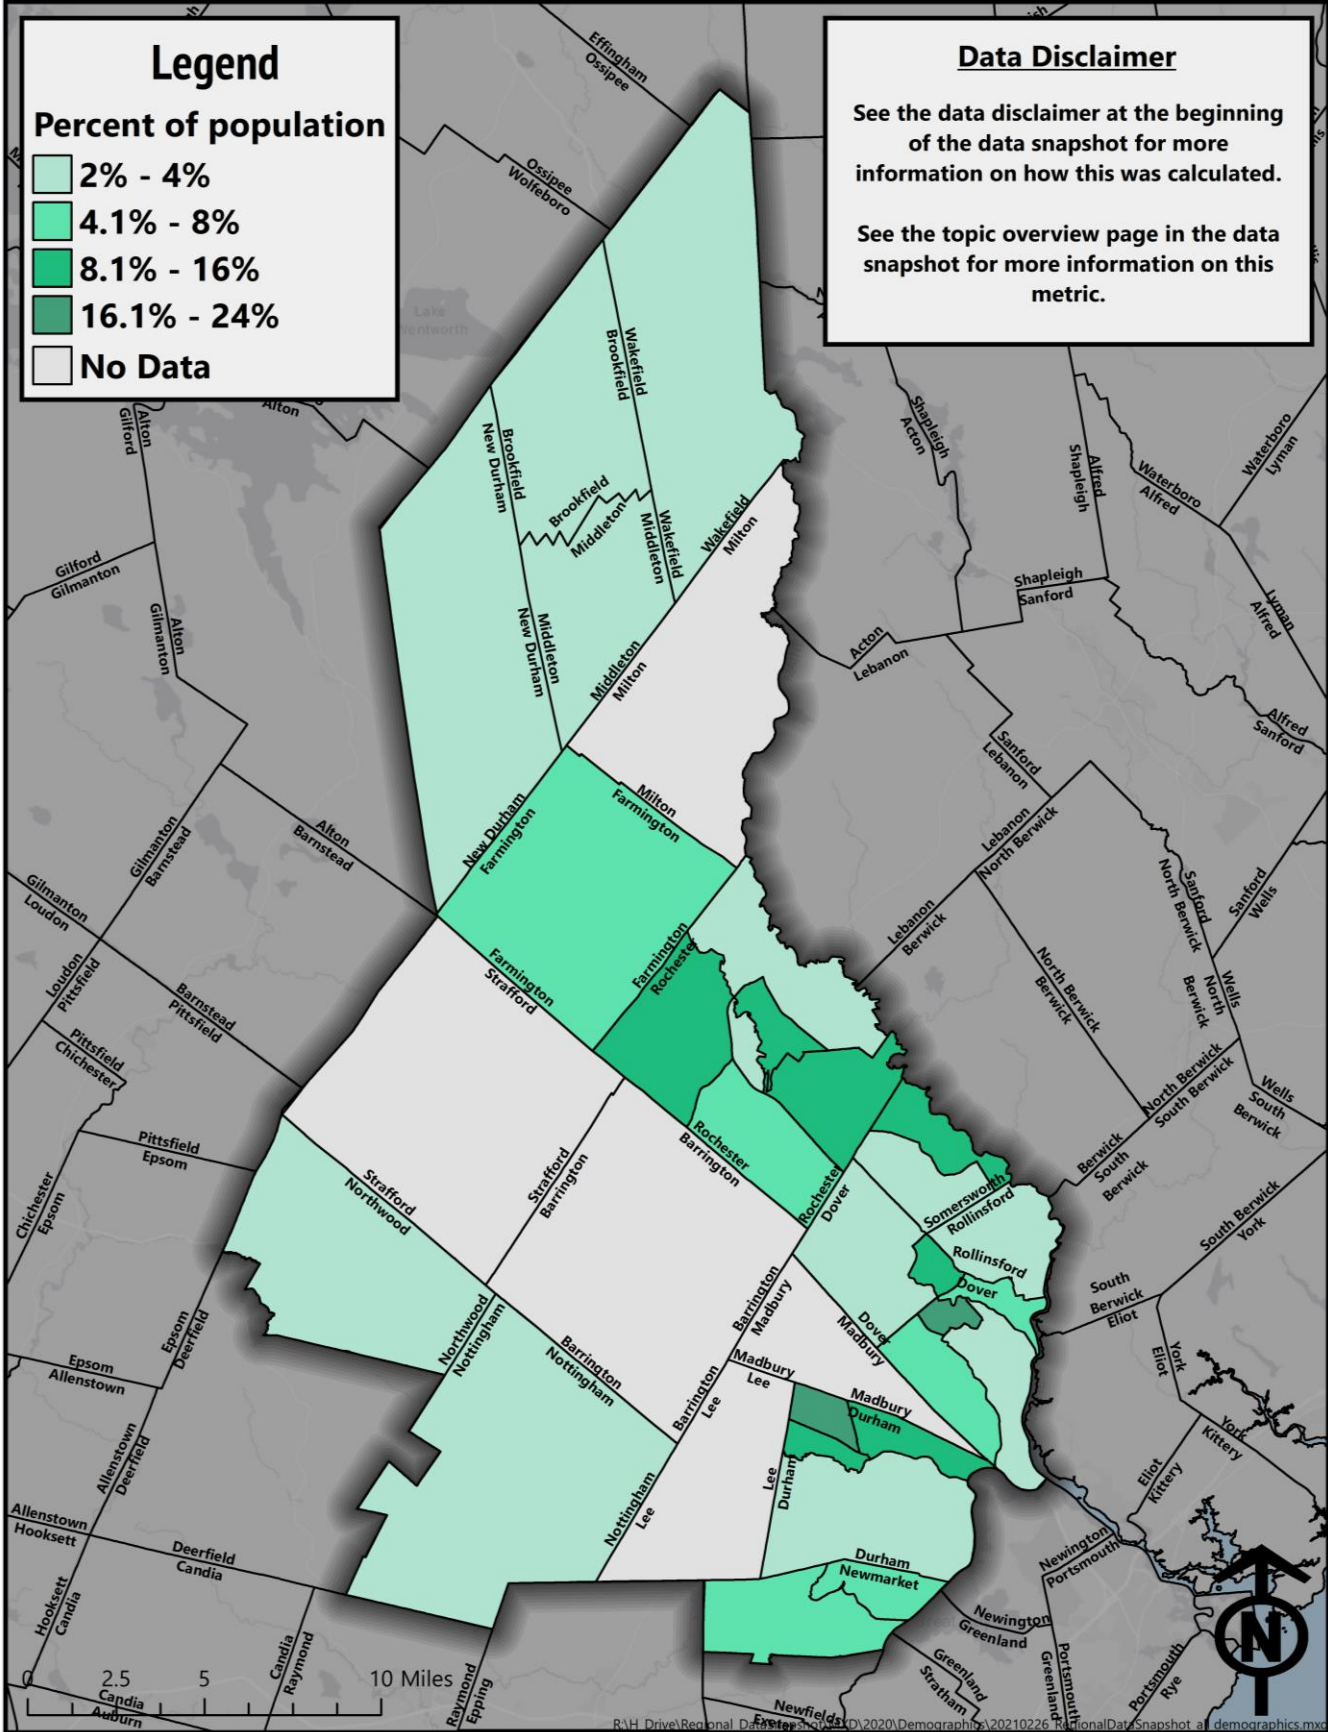 Legend
Percent of population
2% - 4%
4.1% - 8%
8.1% - 16%
16.1% - 24%
No Data
Data Disclaimer
See the data disclaimer at the beginning
of the data snapshot for more
information on how this was calculated.
See the topic overview page in the data
snapshot for more information on this
metric.
Effingham
Ossipee
Ossipee
Wolfeboro
Lake
Alton
Alton
Gilford
Wakefield
Brookfield
Brookfield
New Durham
Brookfield
Middleton
Wakefield
Middleton
Wakefield
Milton
Shapleigh
Acton
Alfred
Shapleigh
Waterboro
Alfred
Waterboro
Lyman
Gilford
Gilmanton
Alton
Gilmanton
Middleton
New Durham
Middleton
Milton
Shapleigh
Sanford
Acton
Lebanon
Lyman
Alfred
Alfred
Sanford
Sanford
Lebanon
Milton
Farmington
New Durham
Farmington
Alton
Barnstead
Gilmanton
Barnstead
Lebanon
North Berwick
Sanford
North Berwick
Sanford
Wells
Gilmanton
Loudon
Loudon
Pittsfield
Lebanon
Berwick
Farmington
Rochester
Farmington
Strafford
Barnstead
Pittsfield
North Berwick
Berwick
Wells
North
Berwick
Pittsfield
Chichester
North Berwick
South Berwick
Wells
South
Berwick
Pittsfield
Epsom
Chichester
Epsom
Rochester
Barrington
Strafford
Barrington
Strafford
Northwood
Rochester
Dover
Somersworth
Rollinsford
Berwick
South
Berwick
South Berwick
York
Rollinsford
Dover
South
Berwick
Eliot
Barrington
Madbury
Dover
Madbury
Epsom
Deerfield
Northwood
Nottingham
Barrington
Nottingham
Epsom
Allenstown
Madbury
Lee
Barrington
Lee
Madbury
Durham
York
Eliot
York
Kittery
Eliot
Kittery
Allenstown
Deerfield
Lee
Durham
Nottingham
Lee
Allenstown
Hooksett
Deerfield
Candia
Hooksett
Candia
Durham
Newmarket
Newington
Portsmouth
Newington
Greenland
Greenland
Stratham
Portsmouth
Greenland
Portsmouth
Rye
Candia
Raymond
Raymond
Epping
Newfields
Exeter
Candia
Auburn
0 2.5 5 10 Miles
N